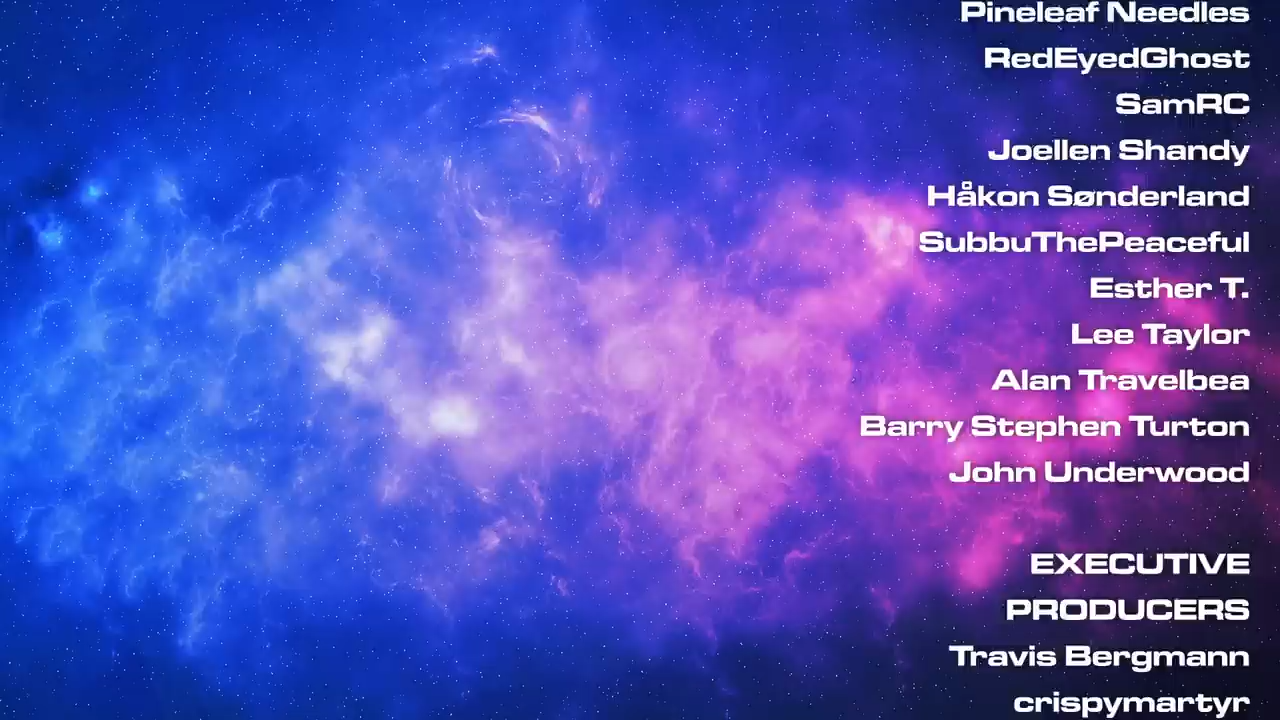 Pineleaf Needles
RedEyedGhost
SamRC
Joellen Shandy
Håkon Sønderland
SubbuThePeaceful
Esther T.
Lee Taylor
Alan Travelbea
Barry Stephen Turton
John Underwood
EXECUTIVE
PRODUCERS
Travis Bergmann
crispymartyr